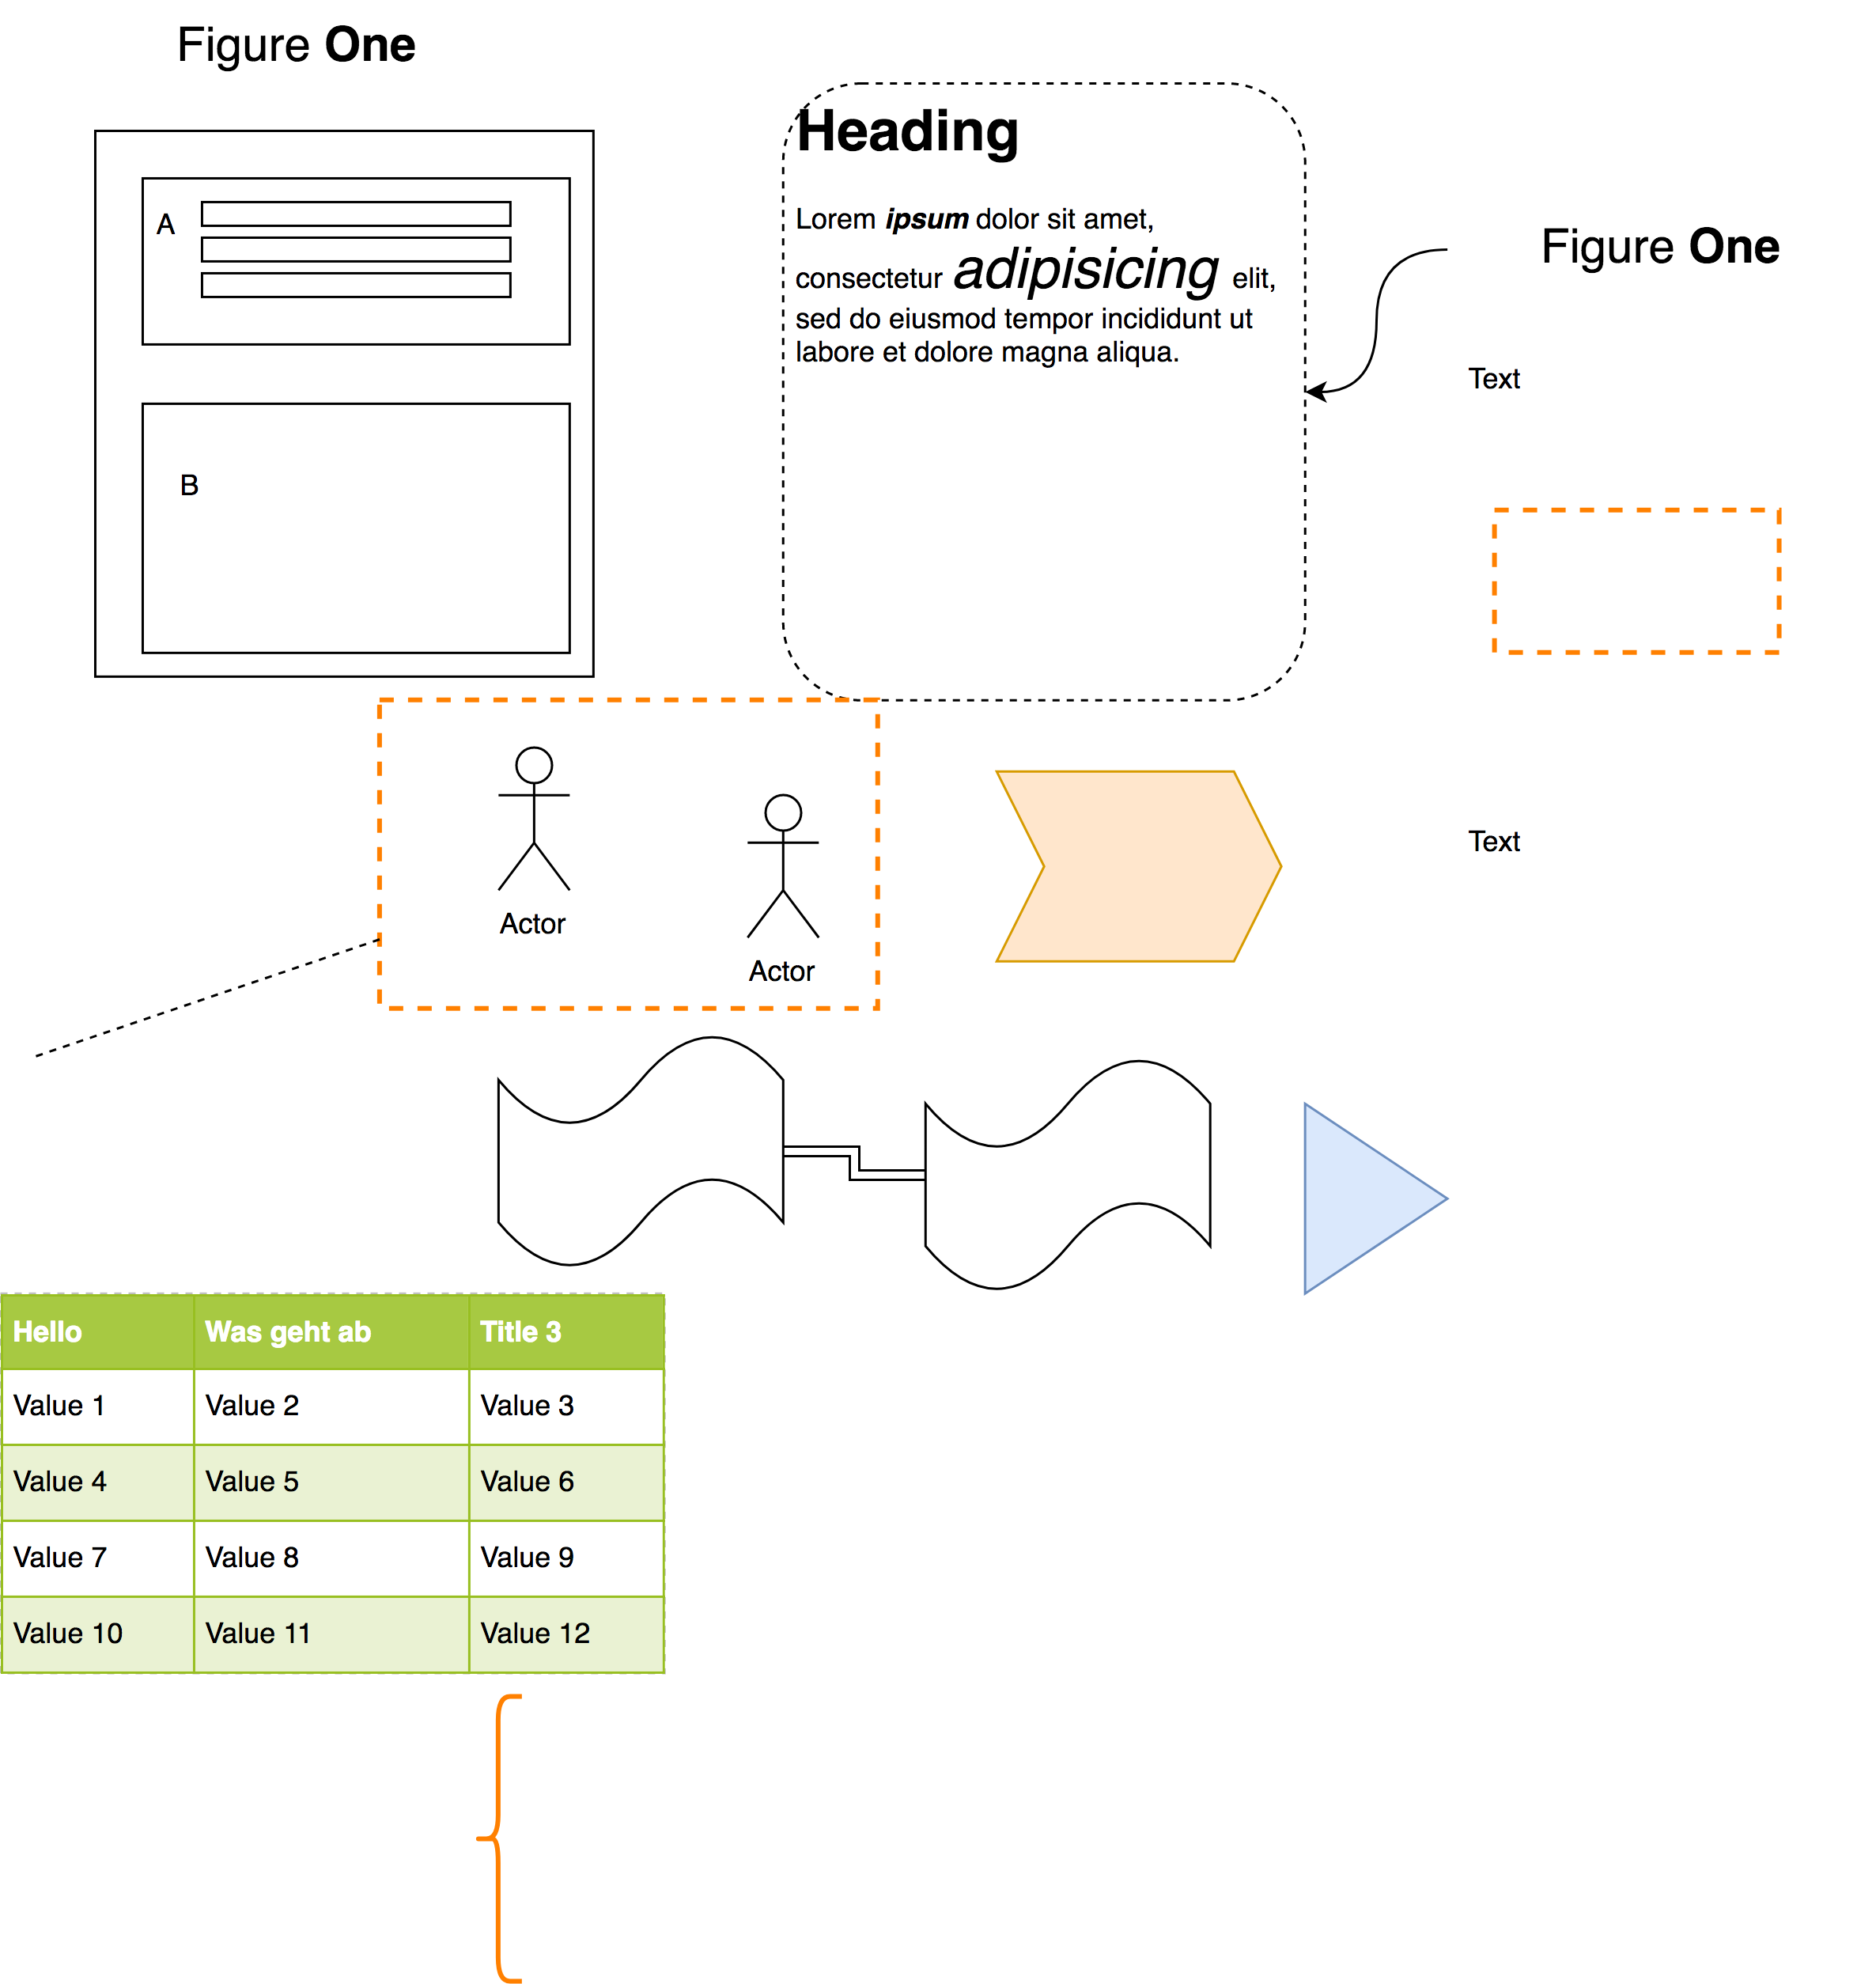 Figure One
A
B
Heading
Lorem ipsum dolor sit amet,
consectetur adipisicing elit,
sed do eiusmod tempor incididunt ut
labore et dolore magna aliqua.
Figure One
Text
Actor
Actor
Text
Hello Was geht ab Title 3
Value 1 Value 2 Value 3
Value 4 Value 5 Value 6
Value 7 Value 8 Value 9
Value 10 Value 11 Value 12